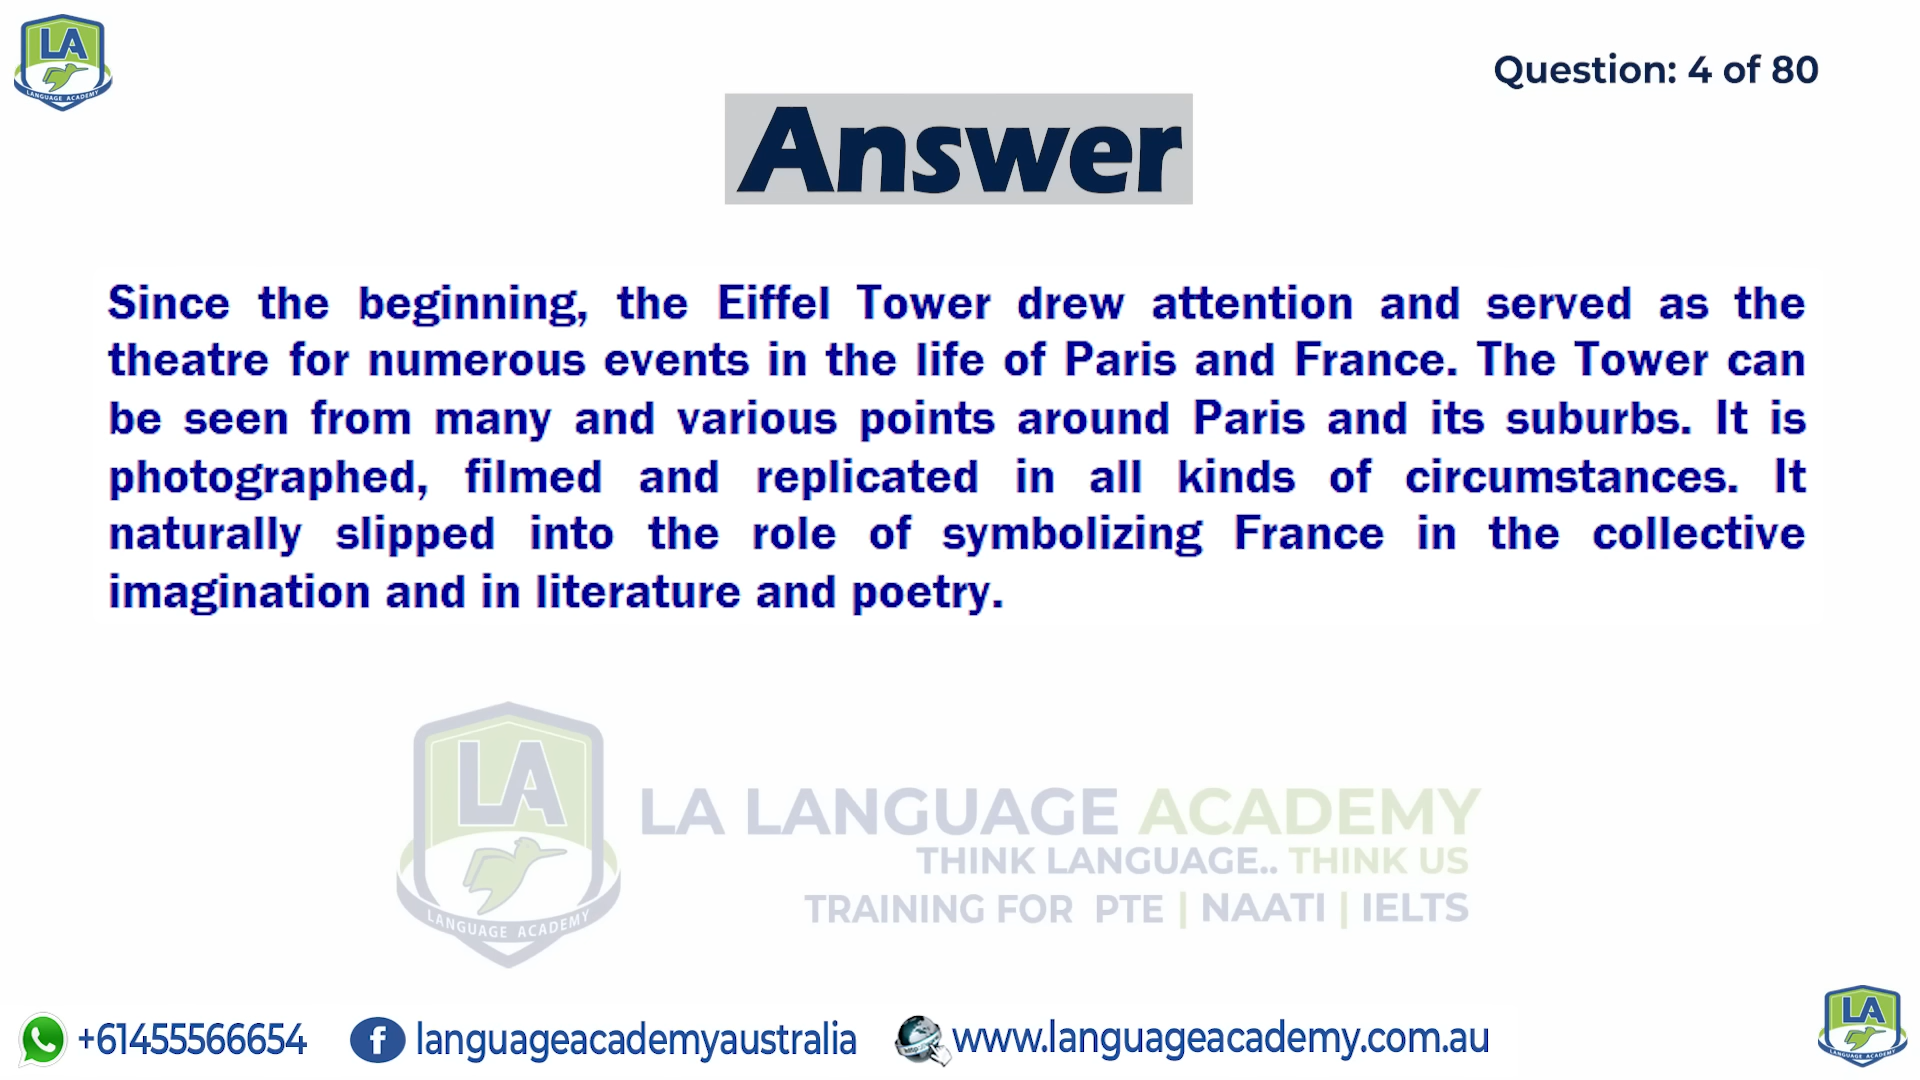 LA
LANGUAGE ACADEMY
Question: 4 of 80
Answer
Since the beginning, the Eiffel Tower drew attention and served as the
theatre for numerous events in the life of Paris and France. The Tower can
be seen from many and various points around Paris and its suburbs. It is
photographed, filmed and replicated in all kinds of circumstances. It
naturally slipped into the role of symbolizing France in the collective
imagination and in literature and poetry.
LA
LANGUAGE ACADEMY
LA LANGUAGE ACADEMY
THINK LANGUAGE.. THINK US
TRAINING FOR PTE | NAATI | IELTS
+61455566654
f
languageacademyaustralia
http
www.languageacademy.com.au
LA
LANGUAGE ACADEMY